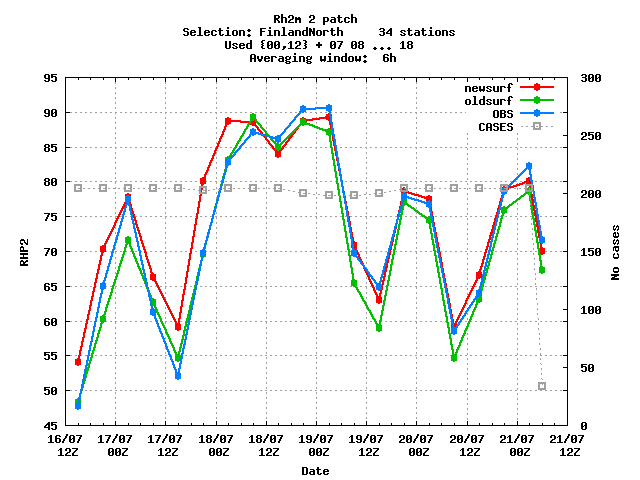 Rh2m 2 patch
Selection: FinlandNorth     34 stations
Used {00,12} + 07 08 ... 18
Averaging window:  6h
95 300
newsurf
oldsurf
OBS
CASES
90
250
85
80
200
75
70
150
65
60
100
55
50
50
45 0
RHP2
No cases
16/07 17/07 17/07 18/07 18/07 19/07 19/07 20/07 20/07 21/07 21/07
12Z 00Z 12Z 00Z 12Z 00Z 12Z 00Z 12Z 00Z 12Z
Date